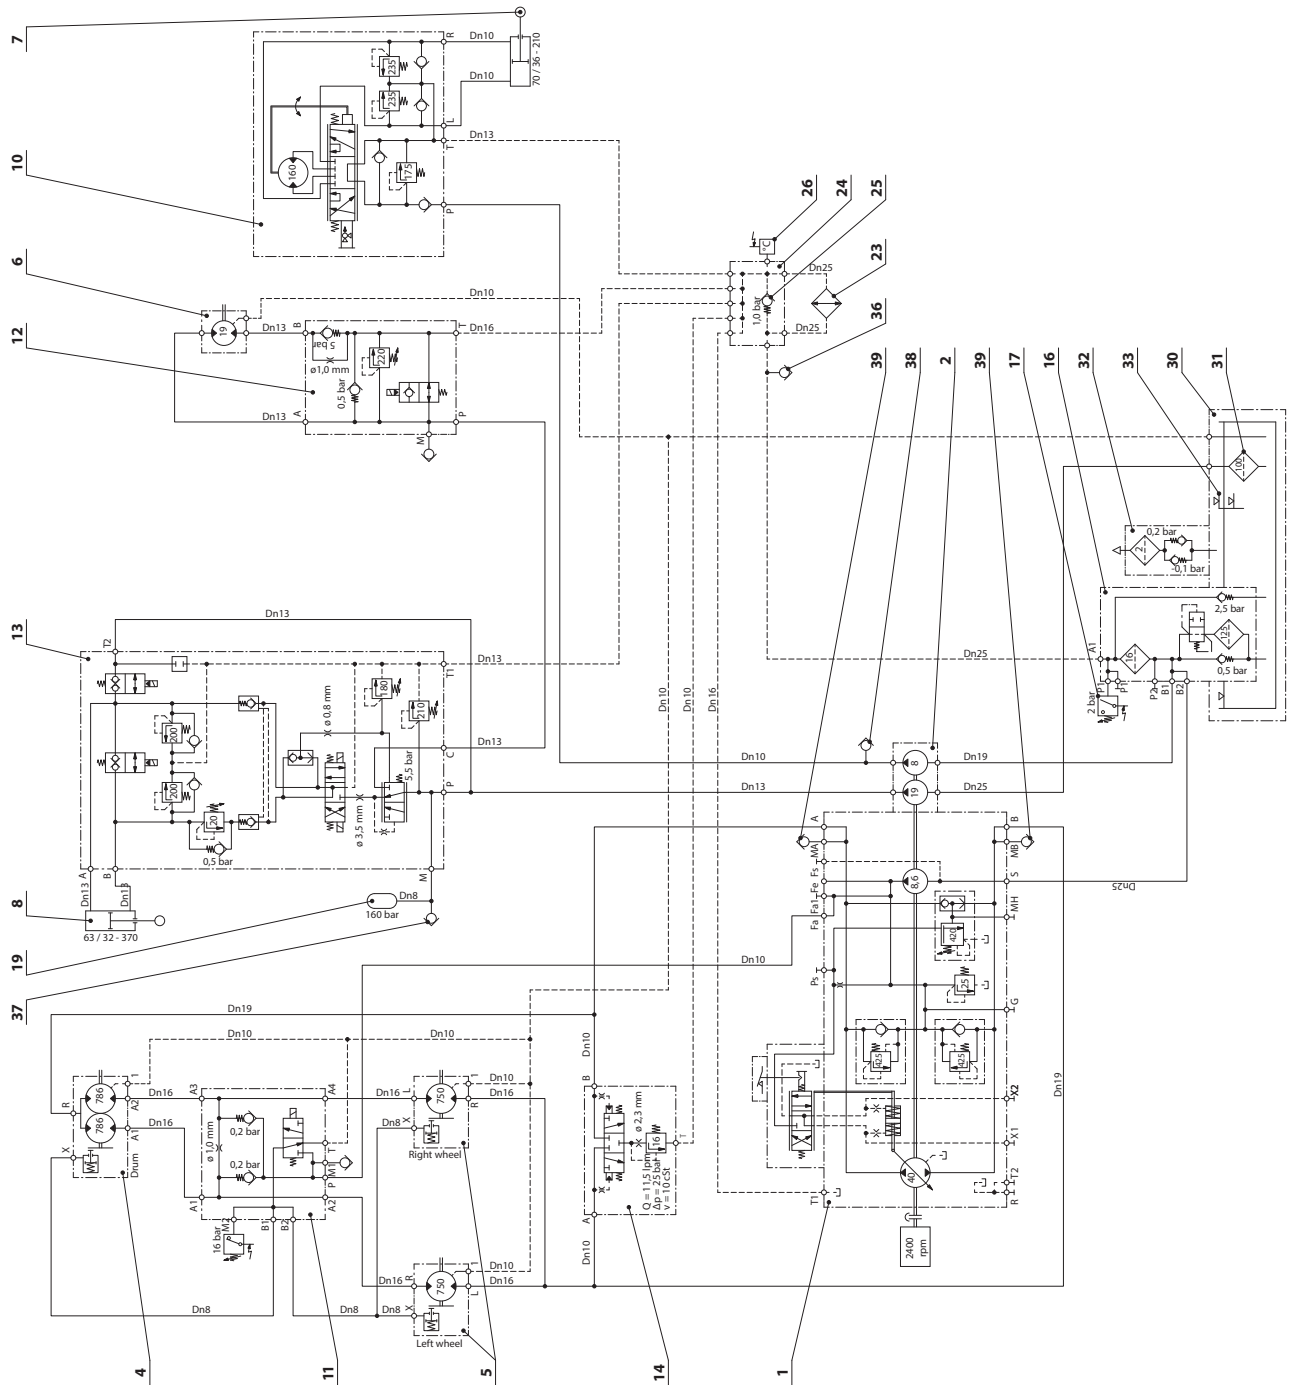 7
10
6
12
13
8
19
37
R
Dn10
Dn10
70 / 36 - 210
235
235
160
L
T
Dn13
175
P
26
24
25
°C
Dn25
23
1,0 bar
Dn25
36
Dn10
19
Dn13
B
5 bar
ø1,0 mm
220
0,5 bar
T
Dn16
Dn13
A
P
M
39
38
2
39
17
16
32
33
30
31
100
0,2 bar
2
-0,1 bar
2,5 bar
125
0,5 bar
16
A1
P1
P1
P2
B1
B2
2 bar
Dn25
Dn13
T2
T1
Dn13
180
ø 0,8 mm
210
200
200
20
0,5 bar
ø 3,5 mm
5,5 bar
C
Dn13
P
M
A
B
Dn13
Dn13
63 / 32 - 370
Dn8
160 bar
Dn10
Dn10
Dn16
Dn10
Dn13
8
19
Dn19
Dn25
A
MA
Fs
Fe
Fa1
Fa
Ps
B
MB
S
MH
8,6
420
25
G
Dn25
425
425
X2
X1
T2
R
T1
40
2400
rpm
Dn19
Dn10
Dn19
Dn10
Dn10
Dn10
R
786
786
X
1
A2
A1
Drum
Dn16
Dn16
A3
A4
ø 1,0 mm
0,2 bar
0,2 bar
T
M1
P
A1
A2
M2
B1
B2
16 bar
Dn16
L
750
1
R
Dn10
Dn16
Dn8
X
Right wheel
Dn16
R
750
1
L
Dn10
Dn16
Dn8
Dn8
Dn8
X
Left wheel
B
ø 2,3 mm
16
T
Q = 11,5 lpm
Δp = 25 bar
v = 10 cSt
A
Dn10
4
11
5
14
1